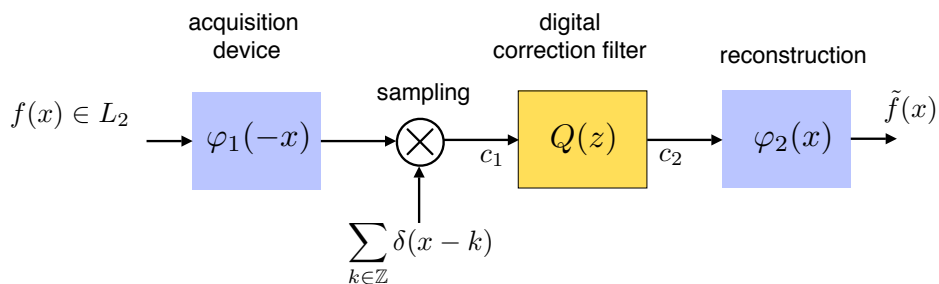 acquisition
device
digital
correction filter
reconstruction
sampling
f(x) ∈ L₂
φ₁(−x)
c₁
Q(z)
c₂
φ₂(x)
f̃(x)
∑ δ(x − k)
k∈ℤ